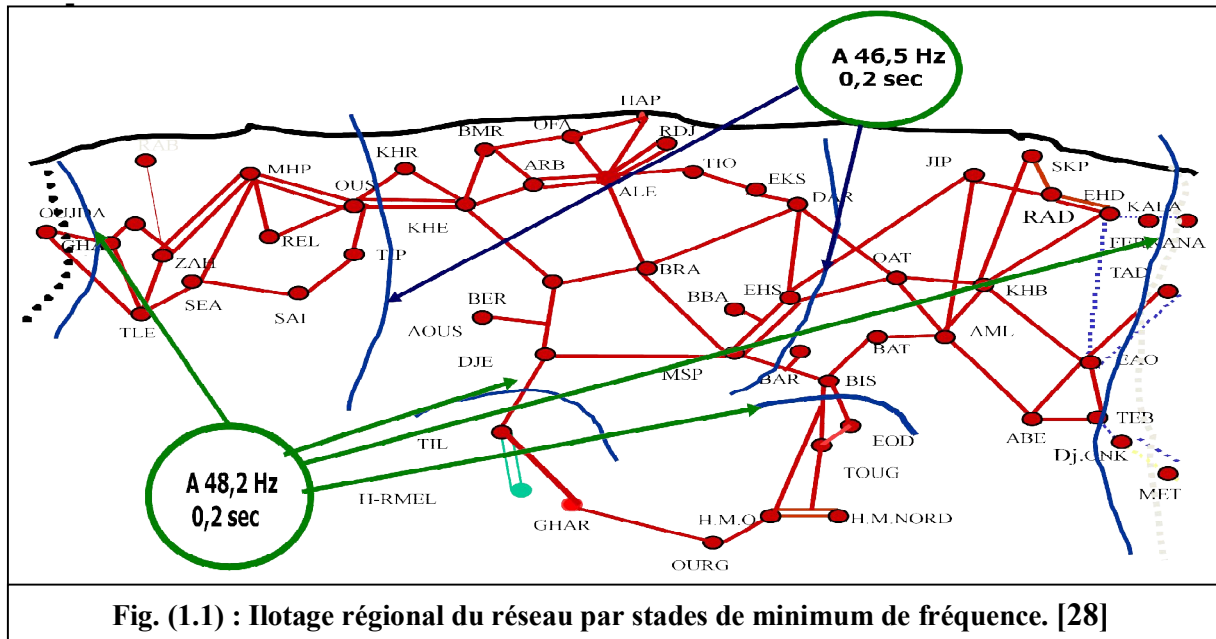 A 46,5 Hz
0,2 sec
HAP
OFA
RDJ
BMR
KHR
ARB
TIO
ALE
EKS
JIP
SKP
RAB
MHP
OUS
KHE
DAR
EHD
RAD
KALA
FERNANA
OUJDA
GHA
ZAH
REL
TIP
BRA
OAT
TAD
SEA
SAI
BER
AOUS
BBA
EHS
KHB
TLE
DJE
MSP
BAT
AML
EAO
BAR
BIS
TIL
EOD
ABE
TEB
TOUG
Dj.ONK
MET
A 48,2 Hz
0,2 sec
H-RMEL
GHAR
H.M.O
H.M.NORD
OURG
Fig. (1.1) : Ilotage régional du réseau par stades de minimum de fréquence. [28]